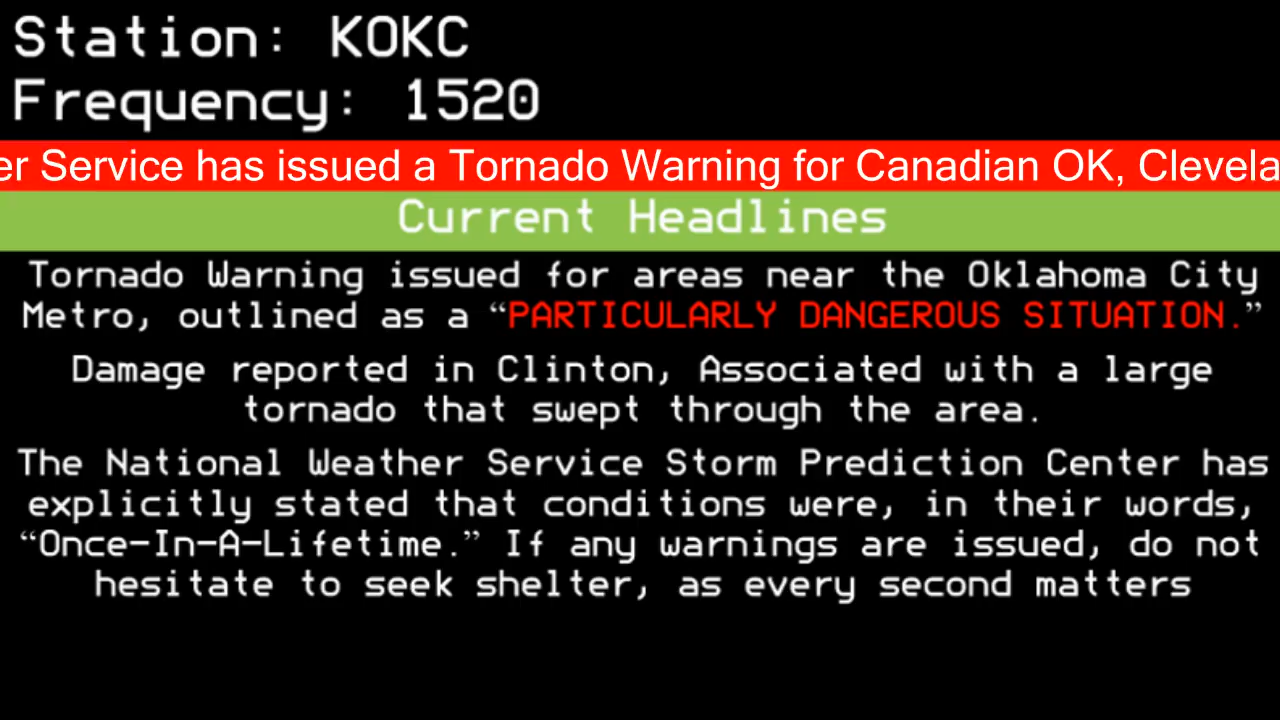 Station: KOKC
Frequency: 1520
Service has issued a Tornado Warning for Canadian OK,
Current Headlines
Tornado Warning issued for areas near the Oklahoma City
Metro, outlined as a “PARTICULARLY DANGEROUS SITUATION.”
Damage reported in Clinton, Associated with a large
tornado that swept through the area.
The National Weather Service Storm Prediction Center has
explicitly stated that conditions were, in their words,
“Once-In-A-Lifetime.” If any warnings are issued, do not
hesitate to seek shelter, as every second matters